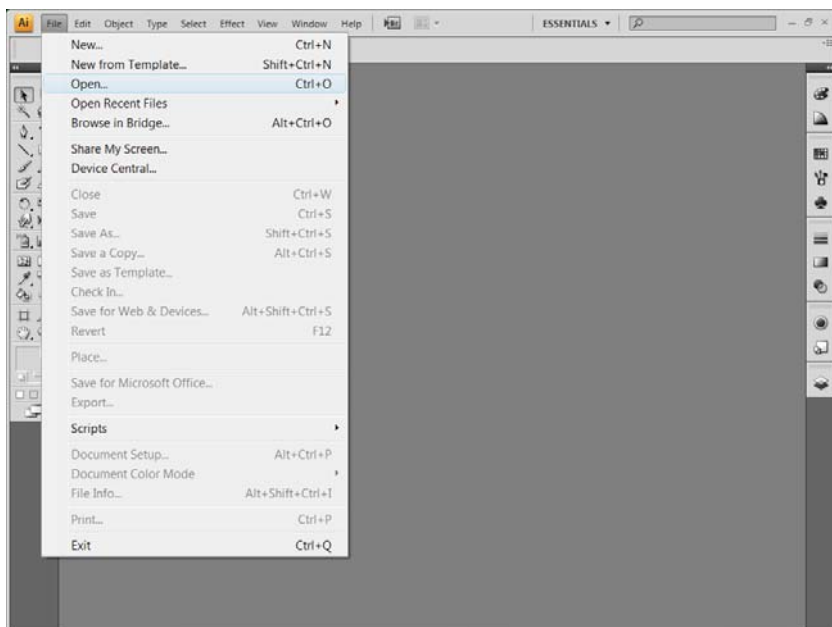 Ai File Edit Object Type Select Effect View Window Help Br ESSENTIALS
New... Ctrl+N
New from Template... Shift+Ctrl+N
Open... Ctrl+O
Open Recent Files
Browse in Bridge... Alt+Ctrl+O
Share My Screen...
Device Central...
Close Ctrl+W
Save Ctrl+S
Save As... Shift+Ctrl+S
Save a Copy... Alt+Ctrl+S
Save as Template...
Check In...
Save for Web & Devices... Alt+Shift+Ctrl+S
Revert F12
Place...
Save for Microsoft Office...
Export...
Scripts
Document Setup... Alt+Ctrl+P
Document Color Mode
File Info... Alt+Shift+Ctrl+I
Print... Ctrl+P
Exit Ctrl+Q